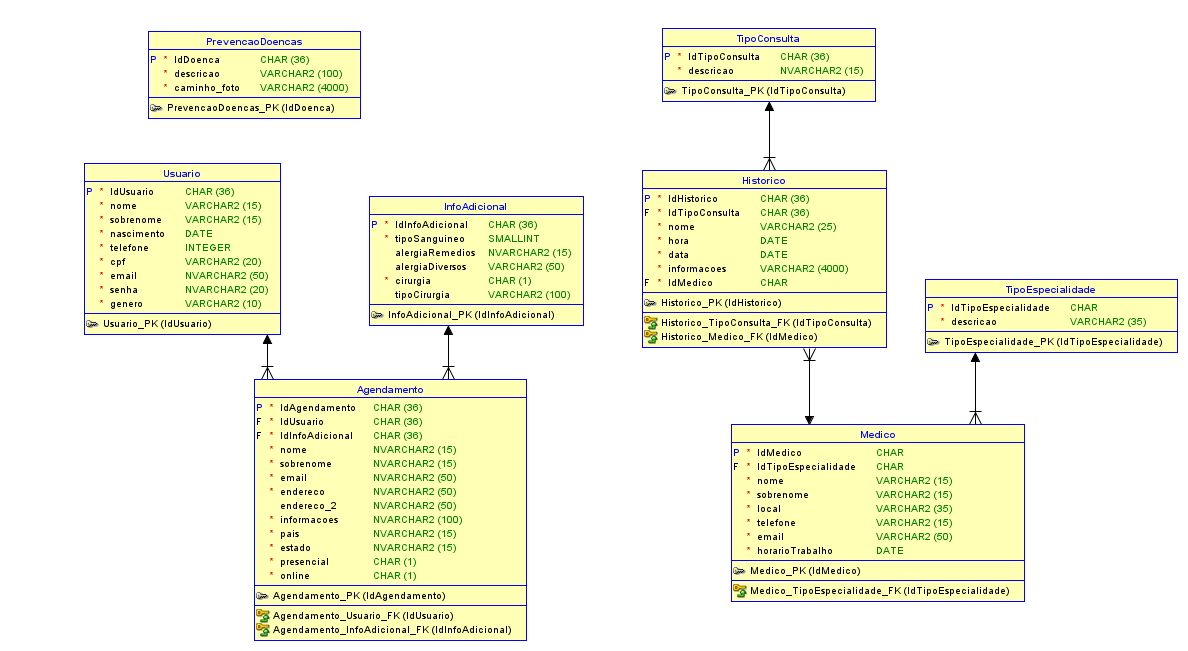 PrevencaoDoencas
P * IdDoenca CHAR (36)
* descricao VARCHAR2 (100)
* caminho_foto VARCHAR2 (4000)
PrevencaoDoencas_PK (IdDoenca)
TipoConsulta
P * IdTipoConsulta CHAR (36)
* descricao NVARCHAR2 (15)
TipoConsulta_PK (IdTipoConsulta)
Usuario
P * IdUsuario CHAR (36)
* nome VARCHAR2 (15)
* sobrenome VARCHAR2 (15)
* nascimento DATE
* telefone INTEGER
* cpf VARCHAR2 (20)
* email NVARCHAR2 (50)
* senha NVARCHAR2 (20)
* genero VARCHAR2 (10)
Usuario_PK (IdUsuario)
InfoAdicional
P * IdInfoAdicional CHAR (36)
* tipoSanguineo SMALLINT
alergiaRemedios NVARCHAR2 (15)
alergiaDiversos VARCHAR2 (50)
* cirurgia CHAR (1)
tipoCirurgia VARCHAR2 (100)
InfoAdicional_PK (IdInfoAdicional)
Historico
P * IdHistorico CHAR (36)
F * IdTipoConsulta CHAR (36)
* nome VARCHAR2 (25)
* hora DATE
* data DATE
* informacoes VARCHAR2 (4000)
F * IdMedico CHAR
Historico_PK (IdHistorico)
Historico_TipoConsulta_FK (IdTipoConsulta)
Historico_Medico_FK (IdMedico)
TipoEspecialidade
P * IdTipoEspecialidade CHAR
* descricao VARCHAR2 (35)
TipoEspecialidade_PK (IdTipoEspecialidade)
Agendamento
P * IdAgendamento CHAR (36)
F * IdUsuario CHAR (36)
F * IdInfoAdicional CHAR (36)
* nome NVARCHAR2 (15)
* sobrenome NVARCHAR2 (15)
* email NVARCHAR2 (50)
* endereco NVARCHAR2 (50)
endereco_2 NVARCHAR2 (50)
* informacoes NVARCHAR2 (100)
* pais NVARCHAR2 (15)
* estado NVARCHAR2 (15)
* presencial CHAR (1)
* online CHAR (1)
Agendamento_PK (IdAgendamento)
Agendamento_Usuario_FK (IdUsuario)
Agendamento_InfoAdicional_FK (IdInfoAdicional)
Medico
P * IdMedico CHAR
F * IdTipoEspecialidade CHAR
* nome VARCHAR2 (15)
* sobrenome VARCHAR2 (15)
* local VARCHAR2 (35)
* telefone VARCHAR2 (15)
* email VARCHAR2 (50)
* horarioTrabalho DATE
Medico_PK (IdMedico)
Medico_TipoEspecialidade_FK (IdTipoEspecialidade)